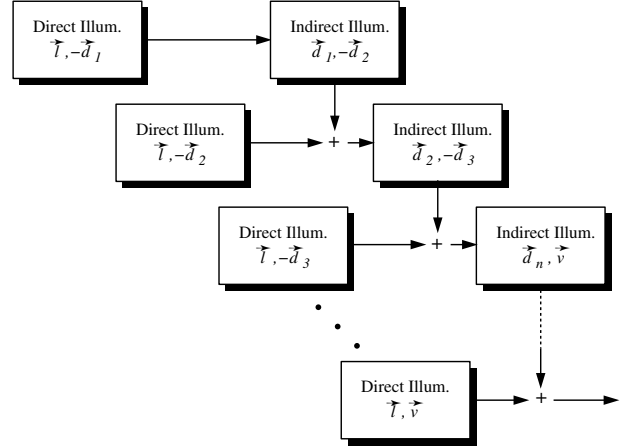 Direct Illum.
l⃗ ,−d⃗ 1
Indirect Illum.
d⃗ 1,−d⃗ 2
Direct Illum.
l⃗ ,−d⃗ 2
+
Indirect Illum.
d⃗ 2 ,−d⃗ 3
Direct Illum.
l⃗ ,−d⃗ 3
+
Indirect Illum.
d⃗ n , v⃗
Direct Illum.
l⃗ , v⃗
+